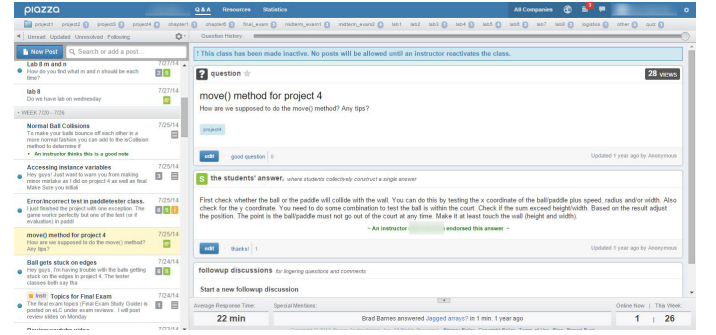 piazza Q & A Resources Statistics All Companies 3
project1 project2 project3 project4 chapter1 chapter6 final_exam midterm_exam1 midterm_exam2 lab1 lab2 lab3 lab4 lab5 lab6 lab7 lab8 logistics other quiz
Unread Updated Unresolved Following Question History:
New Post Search or add a post...
! This class has been made inactive. No posts will be allowed until an instructor reactivates the class.
Lab 8 m and n 7/27/14
How do you find what m and n should be each
time?
lab 8 7/27/14
Do we have lab on wednesday
WEEK 7/20 - 7/26
Normal Ball Collisions 7/25/14
To make your balls bounce off each other in a
more normal fashion you can add to the isCollision
method to determine if
• An instructor thinks this is a good note
Accessing instance variables 7/25/14
Hey guys! Just want to warn you from making
minor mistake as I did on project 4 as well as final.
Make Sure you initial
Error/Incorrect test in paddletester class. 7/25/14
I just finished the project with one exception. The
game works perfectly but one of the test (or if
evaluation) in paddl
move() method for project 4 7/25/14
How are we supposed to do the move() method?
Any tips?
Ball gets stuck on edges 7/24/14
Hey guys, I'm having trouble with the balls getting
stuck on the edges in project 4. The tester
classes both say tha
Instr Topics for Final Exam 7/24/14
The final exam topics (Final Exam Study Guide) is
posted on eLC under exam reviews. I will post
review slides on Monday
7/23/14
? question 28 VIEWS
move() method for project 4
How are we supposed to do the move() method? Any tips?
project4
edit good question 0 Updated 1 year ago by Anonymous
S the students' answer, where students collectively construct a single answer
First check whether the ball or the paddle will collide with the wall. You can do this by testing the x coordinate of the ball/paddle plus speed, radius and/or width. Also
check for the y coordinate. You need to do some combination to test the ball is within the court. Check if the sum exceed height/width. Based on the result adjust
the position. The point is the ball/paddle must not go out of the court at any time. Make it at least touch the wall (height and width).
~ An instructor endorsed this answer ~
edit thanks! 1 Updated 1 year ago by Anonymous
followup discussions for lingering questions and comments
Start a new followup discussion
Average Response Time: Special Mentions: Online Now | This Week:
22 min Brad Barnes answered Jagged arrays? in 1 min. 1 year ago 1 | 26